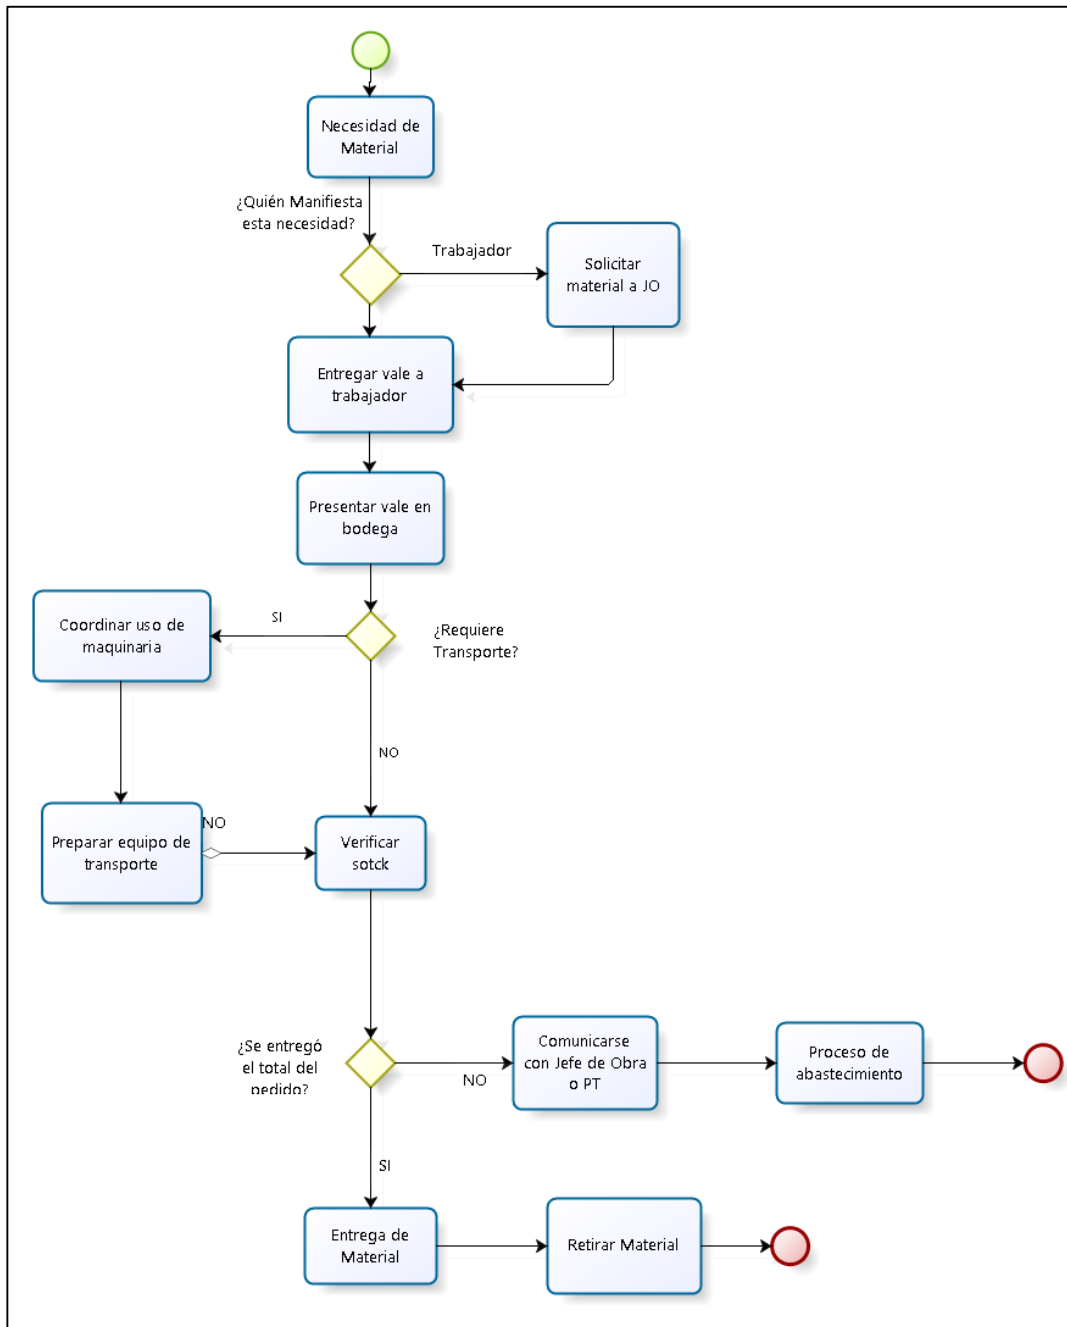 Necesidad de
Material
¿Quién Manifiesta
esta necesidad?
Trabajador
Solicitar
material a JO
Entregar vale a
trabajador
Presentar vale en
bodega
SI
¿Requiere
Transporte?
Coordinar uso de
maquinaria
NO
Preparar equipo de
transporte
NO
Verificar
sotck
¿Se entregó
el total del
pedido?
NO
Comunicarse
con Jefe de Obra
o PT
Proceso de
abastecimiento
SI
Entrega de
Material
Retirar Material